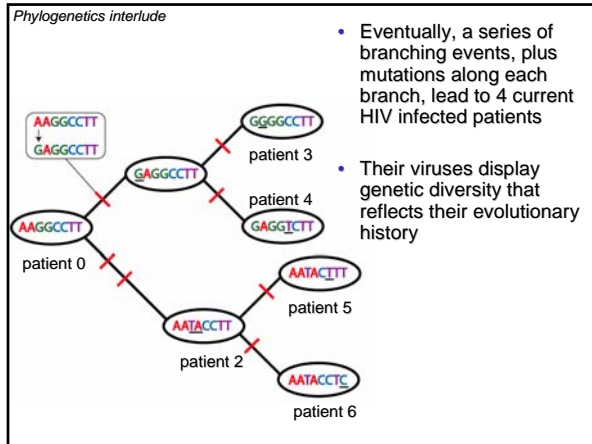 Phylogenetics interlude
• Eventually, a series of
branching events, plus
mutations along each
branch, lead to 4 current
HIV infected patients
• Their viruses display
genetic diversity that
reflects their evolutionary
history
AAGGCCTT
GAGGCCTT
GGGGCCTT
patient 3
GAGGCCTT
patient 4
GAGGTCTT
AAGGCCTT
patient 0
AATACTTT
patient 5
AATACCTT
patient 2
AATACCTC
patient 6